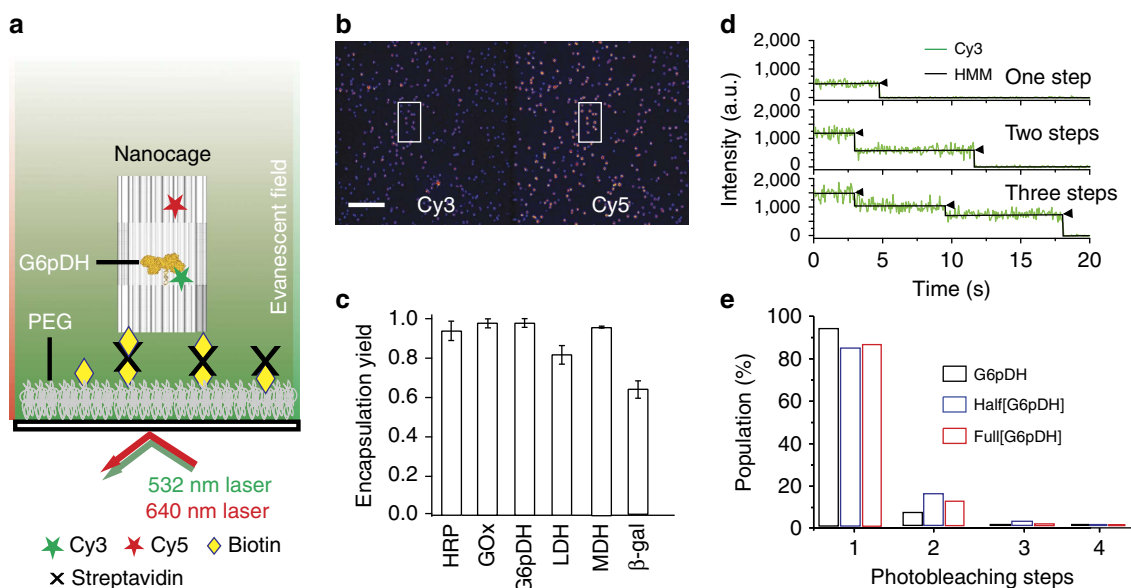 a
Nanocage
G6pDH
Evanescent field
PEG
532 nm laser
640 nm laser
Cy3 Cy5 Biotin
Streptavidin
b
Cy3 Cy5
c
Encapsulation yield
1.0
0.8
0.6
0.4
0.2
0.0
HRP GOx G6pDH LDH MDH β-gal
d
Intensity (a.u.)
2,000
1,000
0
Cy3
HMM
One step
2,000
1,000
0
Two steps
2,000
1,000
0
Three steps
0 5 10 15 20
Time (s)
e
Population (%)
100
80
60
40
20
0
G6pDH
Half[G6pDH]
Full[G6pDH]
1 2 3 4
Photobleaching steps